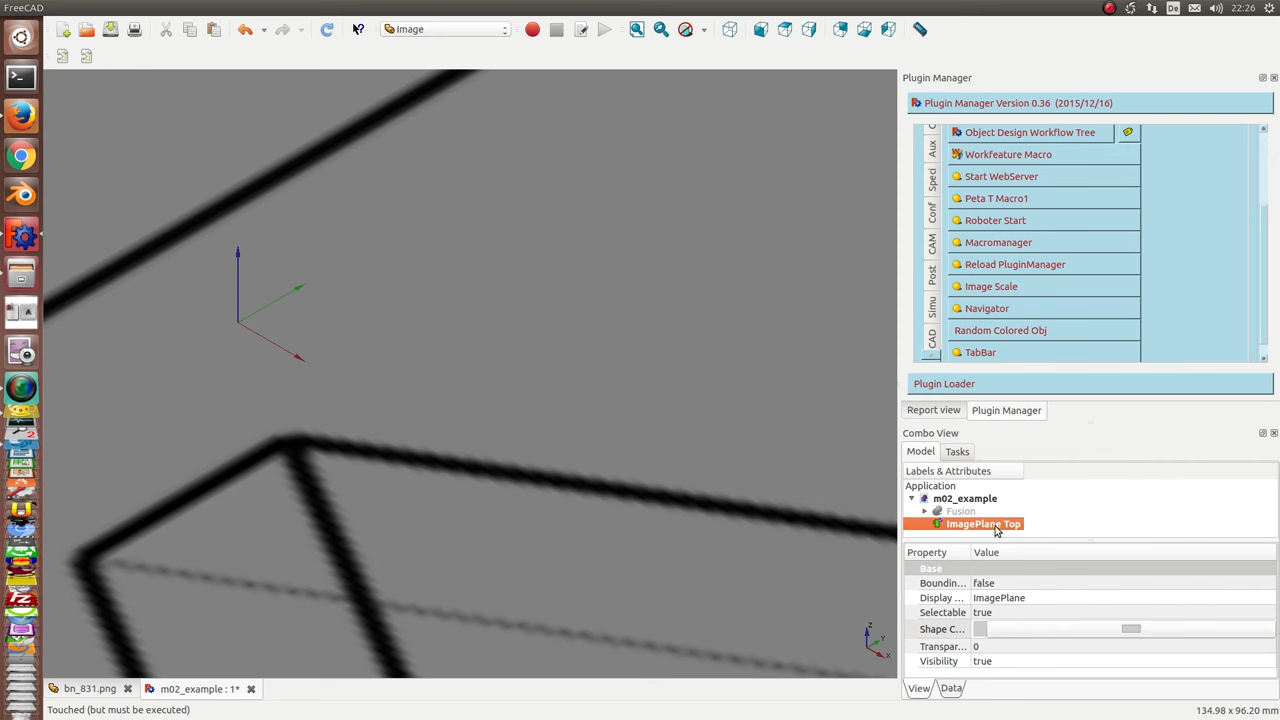 FreeCAD
De
22:26
Image
Plugin Manager
Plugin Manager Version 0.36 (2015/12/16)
Aux
Speci
Conf
CAM
Post
Simu
CAD
Object Design Workflow Tree
Workfeature Macro
Start WebServer
Peta T Macro1
Roboter Start
Macromanager
Reload PluginManager
Image Scale
Navigator
Random Colored Obj
TabBar
Plugin Loader
Report view
Plugin Manager
Combo View
Model
Tasks
Labels & Attributes
Application
m02_example
Fusion
ImagePlane Top
Property
Value
Base
Boundin... false
Display ... ImagePlane
Selectable true
Shape C...
Transpar... 0
Visibility true
View
Data
Z
Y
X
bn_831.png
m02_example : 1*
Touched (but must be executed)
134.98 x 96.20 mm